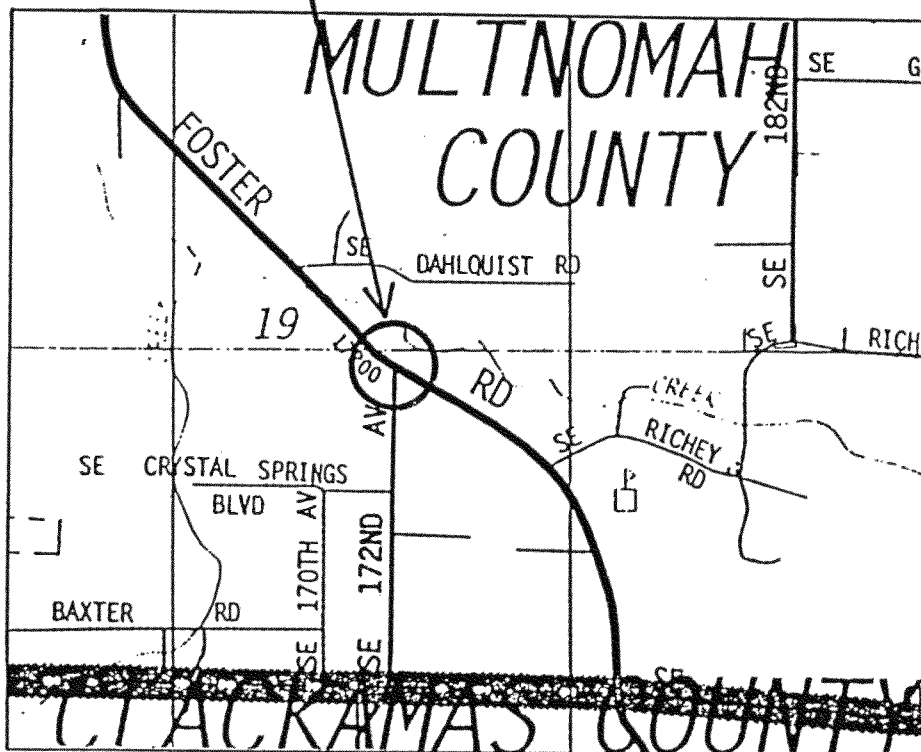 MULTNOMAH
COUNTY
SE G
182ND
SE
FOSTER
RD
SE
DAHLQUIST RD
19
SE RICH
CREEK
SE RICHEY
RD
SE CRYSTAL SPRINGS
BLVD
SE 170TH AV
SE 172ND AV
P
BAXTER RD
SE
CLACKAMAS COUNTY